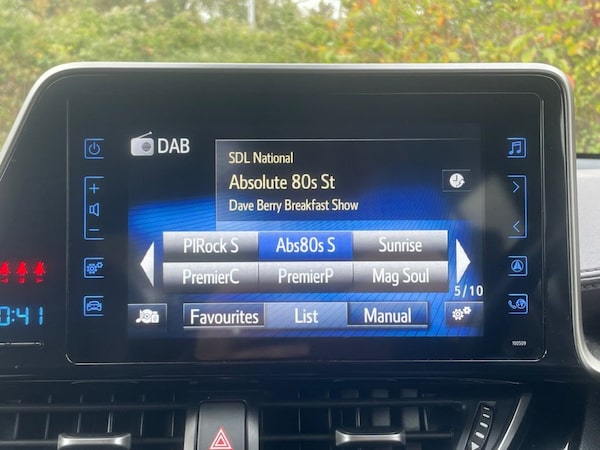 DAB
SDL National
Absolute 80s St
Dave Berry Breakfast Show
PlRock S Abs80s S Sunrise
PremierC PremierP Mag Soul
5/10
Favourites List Manual
0:41
100509